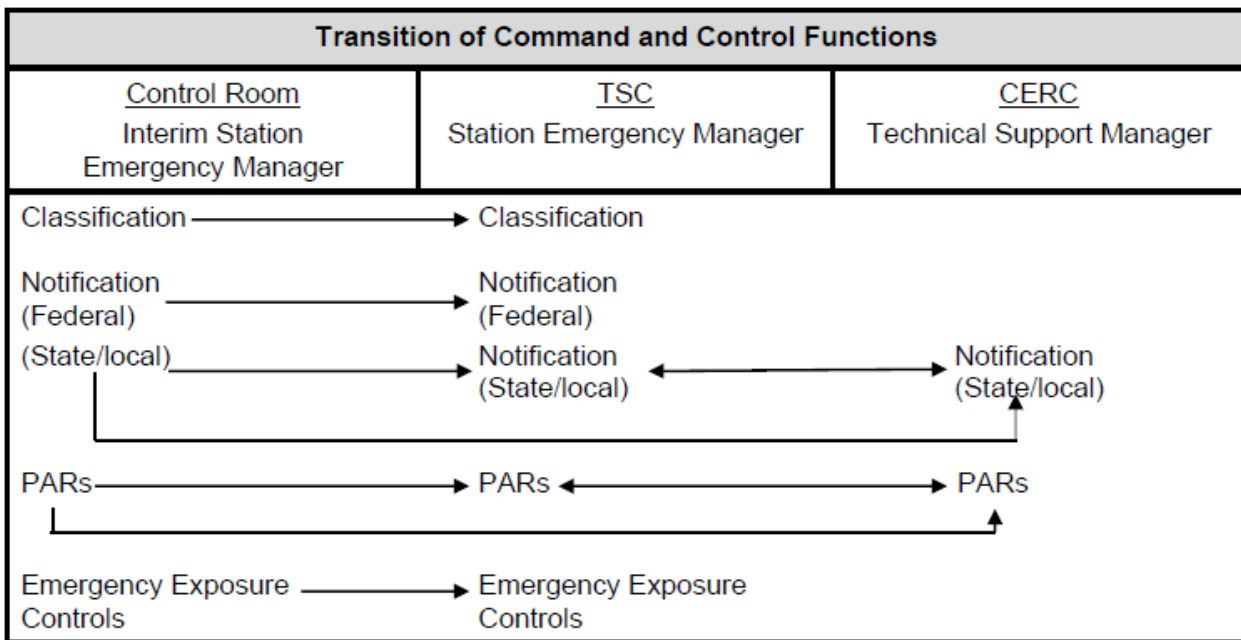 Transition of Command and Control Functions
Control Room
Interim Station
Emergency Manager
TSC
Station Emergency Manager
CERC
Technical Support Manager
Classification
Classification
Notification
(Federal)
Notification
(Federal)
(State/local)
Notification
(State/local)
Notification
(State/local)
PARs
PARs
PARs
Emergency Exposure
Controls
Emergency Exposure
Controls